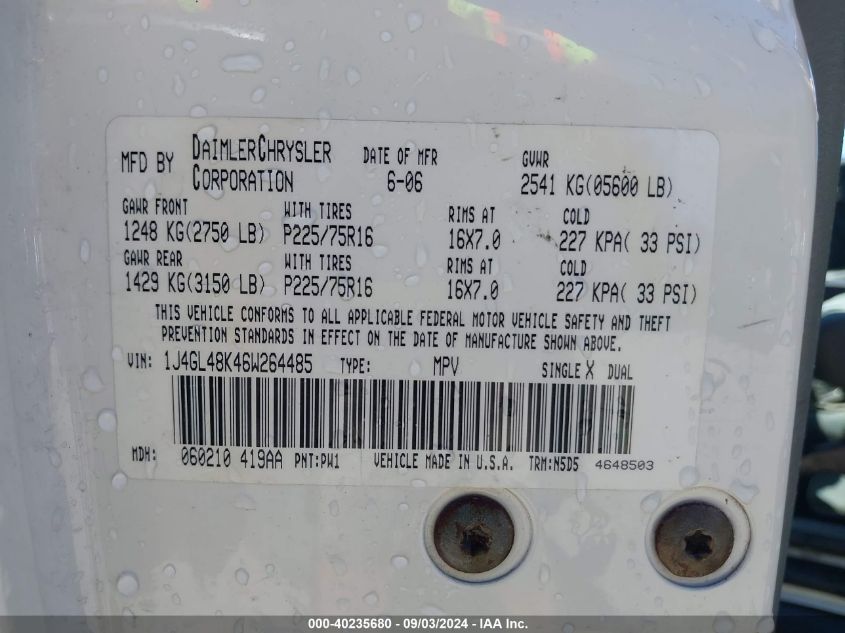 MFD BY DAIMLERCHRYSLER CORPORATION DATE OF MFR 6-06 GVWR 2541 KG(05600 LB)
GAWR FRONT WITH TIRES RIMS AT COLD
1248 KG(2750 LB) P225/75R16 16X7.0 227 KPA( 33 PSI)
GAWR REAR WITH TIRES RIMS AT COLD
1429 KG(3150 LB) P225/75R16 16X7.0 227 KPA( 33 PSI)
THIS VEHICLE CONFORMS TO ALL APPLICABLE FEDERAL MOTOR VEHICLE SAFETY AND THEFT
PREVENTION STANDARDS IN EFFECT ON THE DATE OF MANUFACTURE SHOWN ABOVE.
VIN: 1J4GL48K46W264485 TYPE: MPV SINGLE X DUAL
MDH: 060210 419AA PNT:PW1 VEHICLE MADE IN U.S.A. TRM:N5D5 4648503
000-40235680 - 09/03/2024 - IAA Inc.